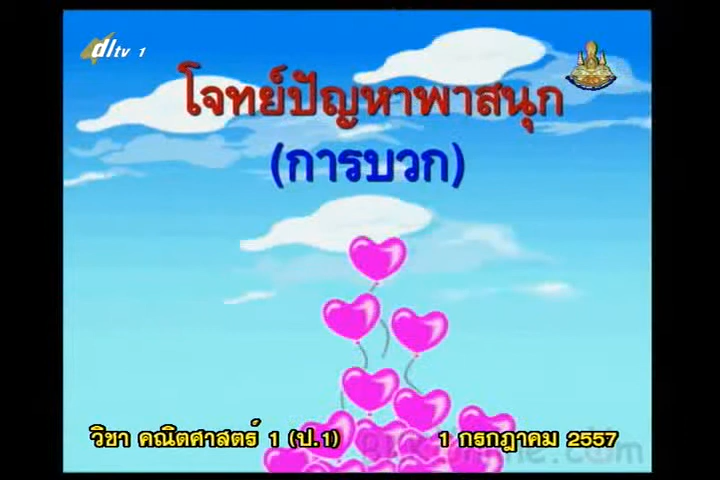 dltv 1
โจทย์ปัญหาพาสนุก
(การบวก)
วิชา คณิตศาสตร์ 1 (ป.1)
1 กรกฎาคม 2557